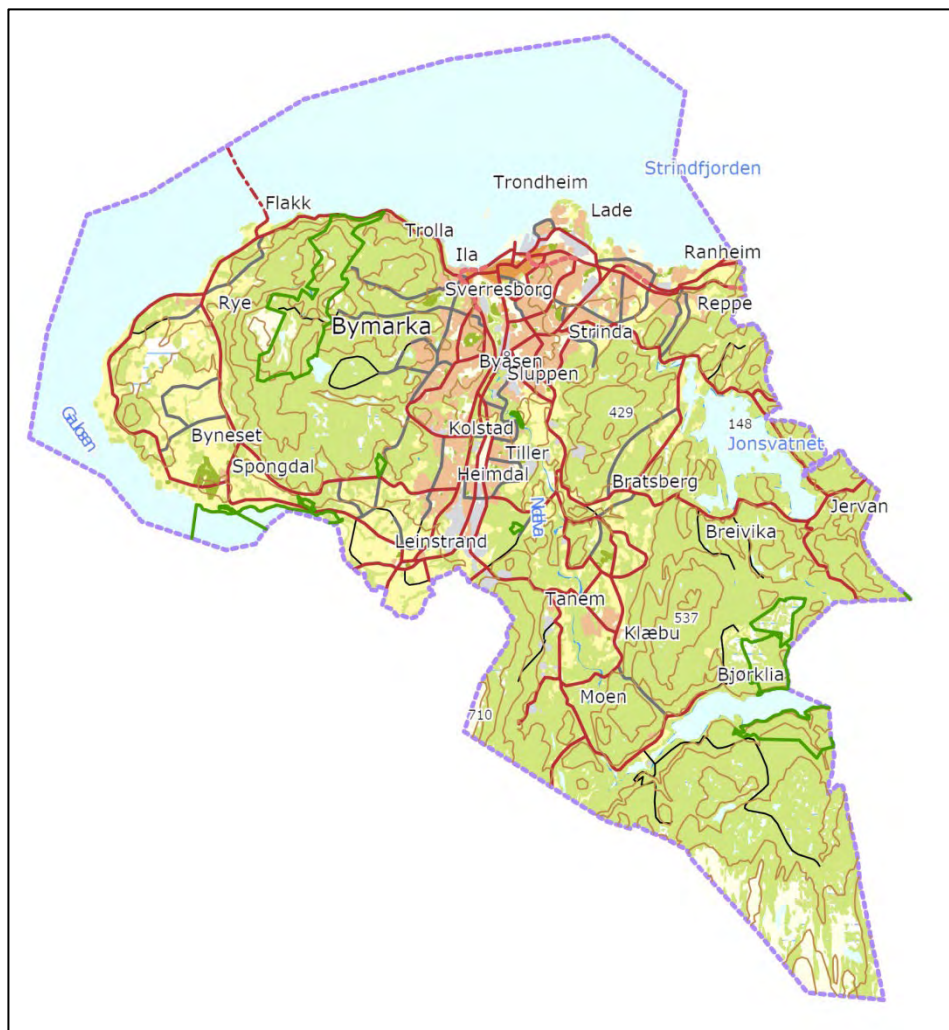 Strindfjorden
Trondheim
Flakk
Lade
Trolla
Ila
Ranheim
Sverresborg
Rye
Reppe
Bymarka
Strinda
Byåsen
Sluppen
429
148
Gaulosen
Byneset
Kolstad
Jonsvatnet
Tiller
Spongdal
Heimdal
Bratsberg
Nidelva
Jervan
Breivika
Leinstrand
Tanem
537
Klæbu
Bjørklia
Moen
710